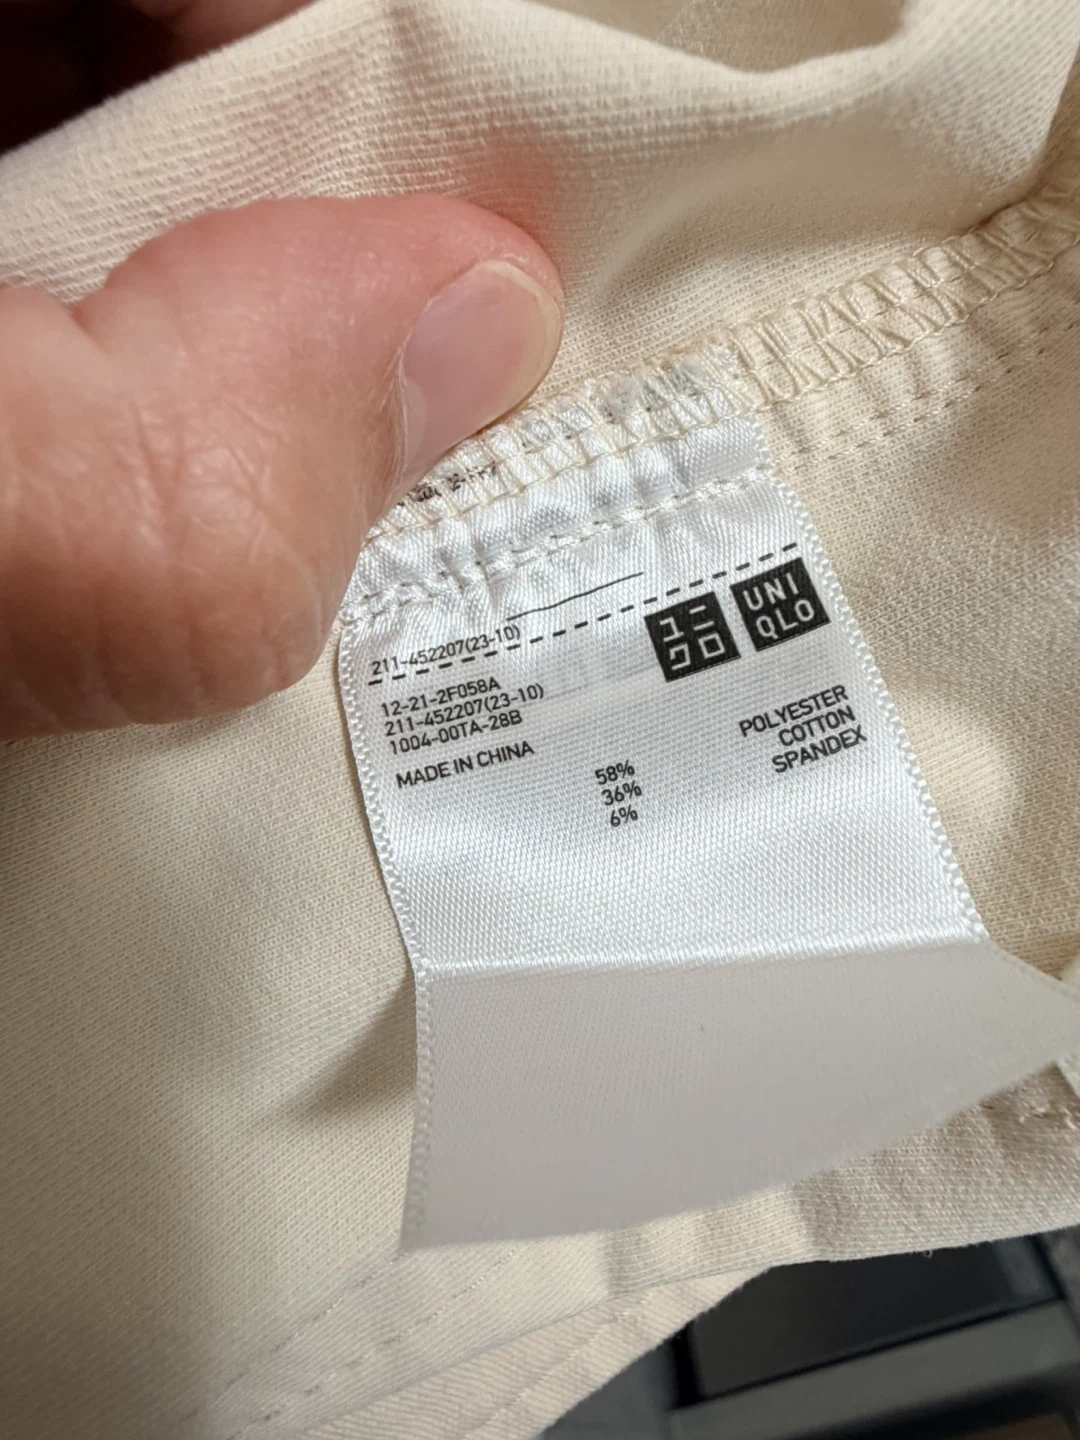 211-452207(23-10)
ユニ
クロ
UNI
QLO
12-21-2F058A
211-452207(23-10)
1004-00TA-28B
MADE IN CHINA
58% POLYESTER
36% COTTON
6% SPANDEX